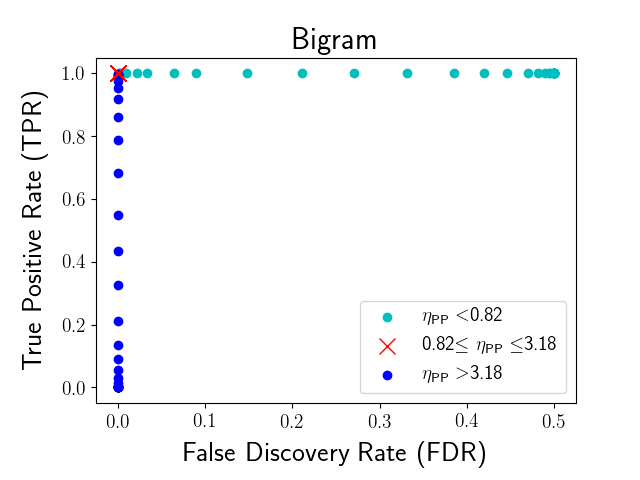 Bigram
True Positive Rate (TPR)
1.0
0.8
0.6
0.4
0.2
0.0
η_PP <0.82
0.82≤ η_PP ≤3.18
η_PP >3.18
0.0 0.1 0.2 0.3 0.4 0.5
False Discovery Rate (FDR)